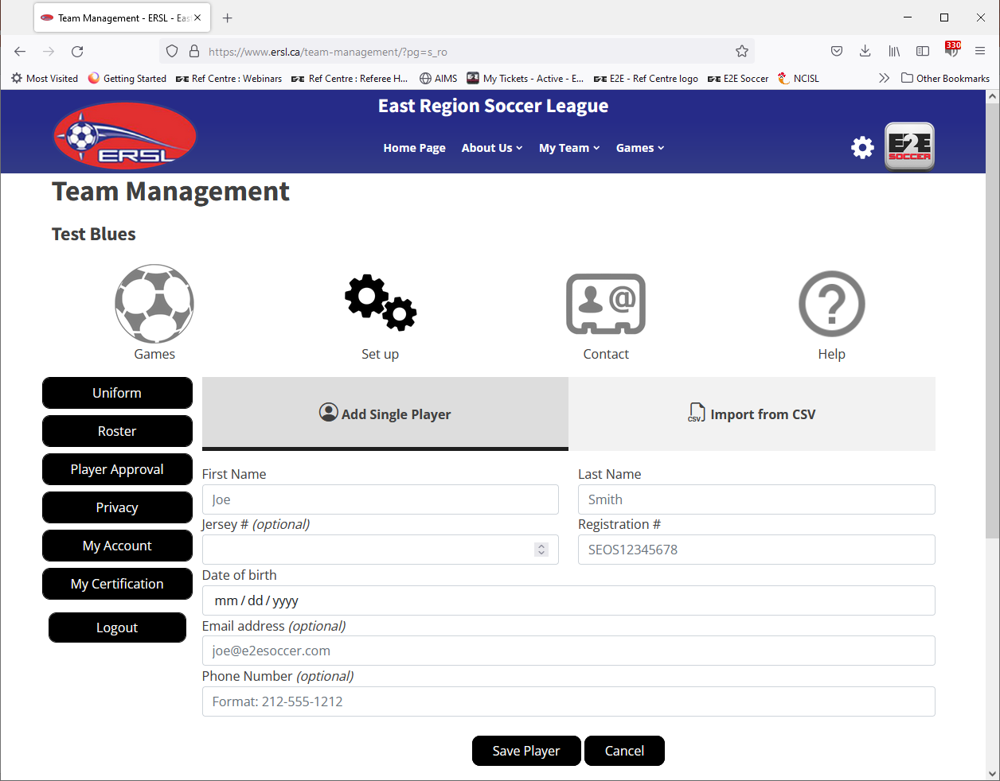 Team Management - ERSL - Eas
https://www.ersl.ca/team-management/?pg=s_ro
330
Most Visited
Getting Started
E2E Ref Centre : Webinars
E2E Ref Centre : Referee H...
AIMS
E2E My Tickets - Active - E...
E2E E2E - Ref Centre logo
E2E E2E Soccer
NCISL
Other Bookmarks
East Region Soccer League
ERSL
Home Page About Us My Team Games
E2E
SOCCER
Team Management
Test Blues
Games
Set up
@
Contact
?
Help
Uniform
Roster
Player Approval
Privacy
My Account
My Certification
Logout
Add Single Player
CSV Import from CSV
First Name
Last Name
Joe
Smith
Jersey # (optional)
Registration #
SEOS12345678
Date of birth
mm / dd / yyyy
Email address (optional)
joe@e2esoccer.com
Phone Number (optional)
Format: 212-555-1212
Save Player Cancel